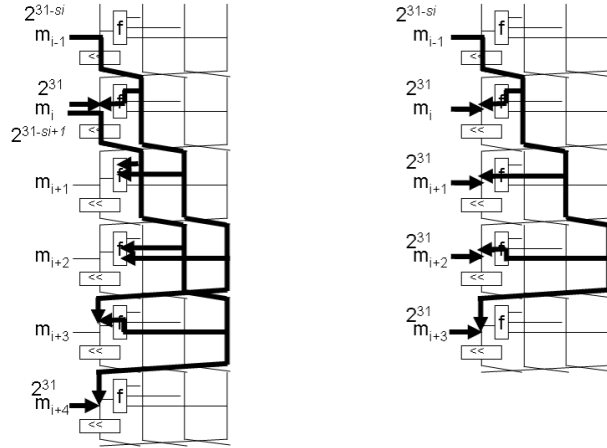 2^31-si
m_i-1
f
<<
2^31
m_i
f
<<
2^31-si+1
m_i+1
f
<<
m_i+2
f
<<
m_i+3
f
<<
2^31
m_i+4
f
<<
2^31-si
m_i-1
f
<<
2^31
m_i
f
<<
2^31
m_i+1
f
<<
2^31
m_i+2
f
<<
2^31
m_i+3
f
<<